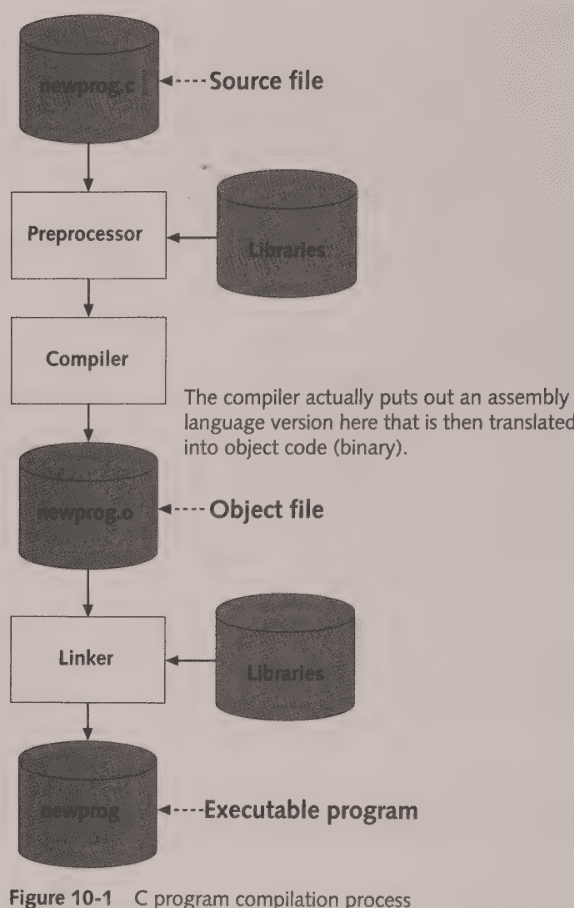 newprog.c
Source file
Preprocessor
Libraries
Compiler
The compiler actually puts out an assembly
language version here that is then translated
into object code (binary).
newprog.o
Object file
Linker
Libraries
newprog
Executable program
Figure 10-1 C program compilation process